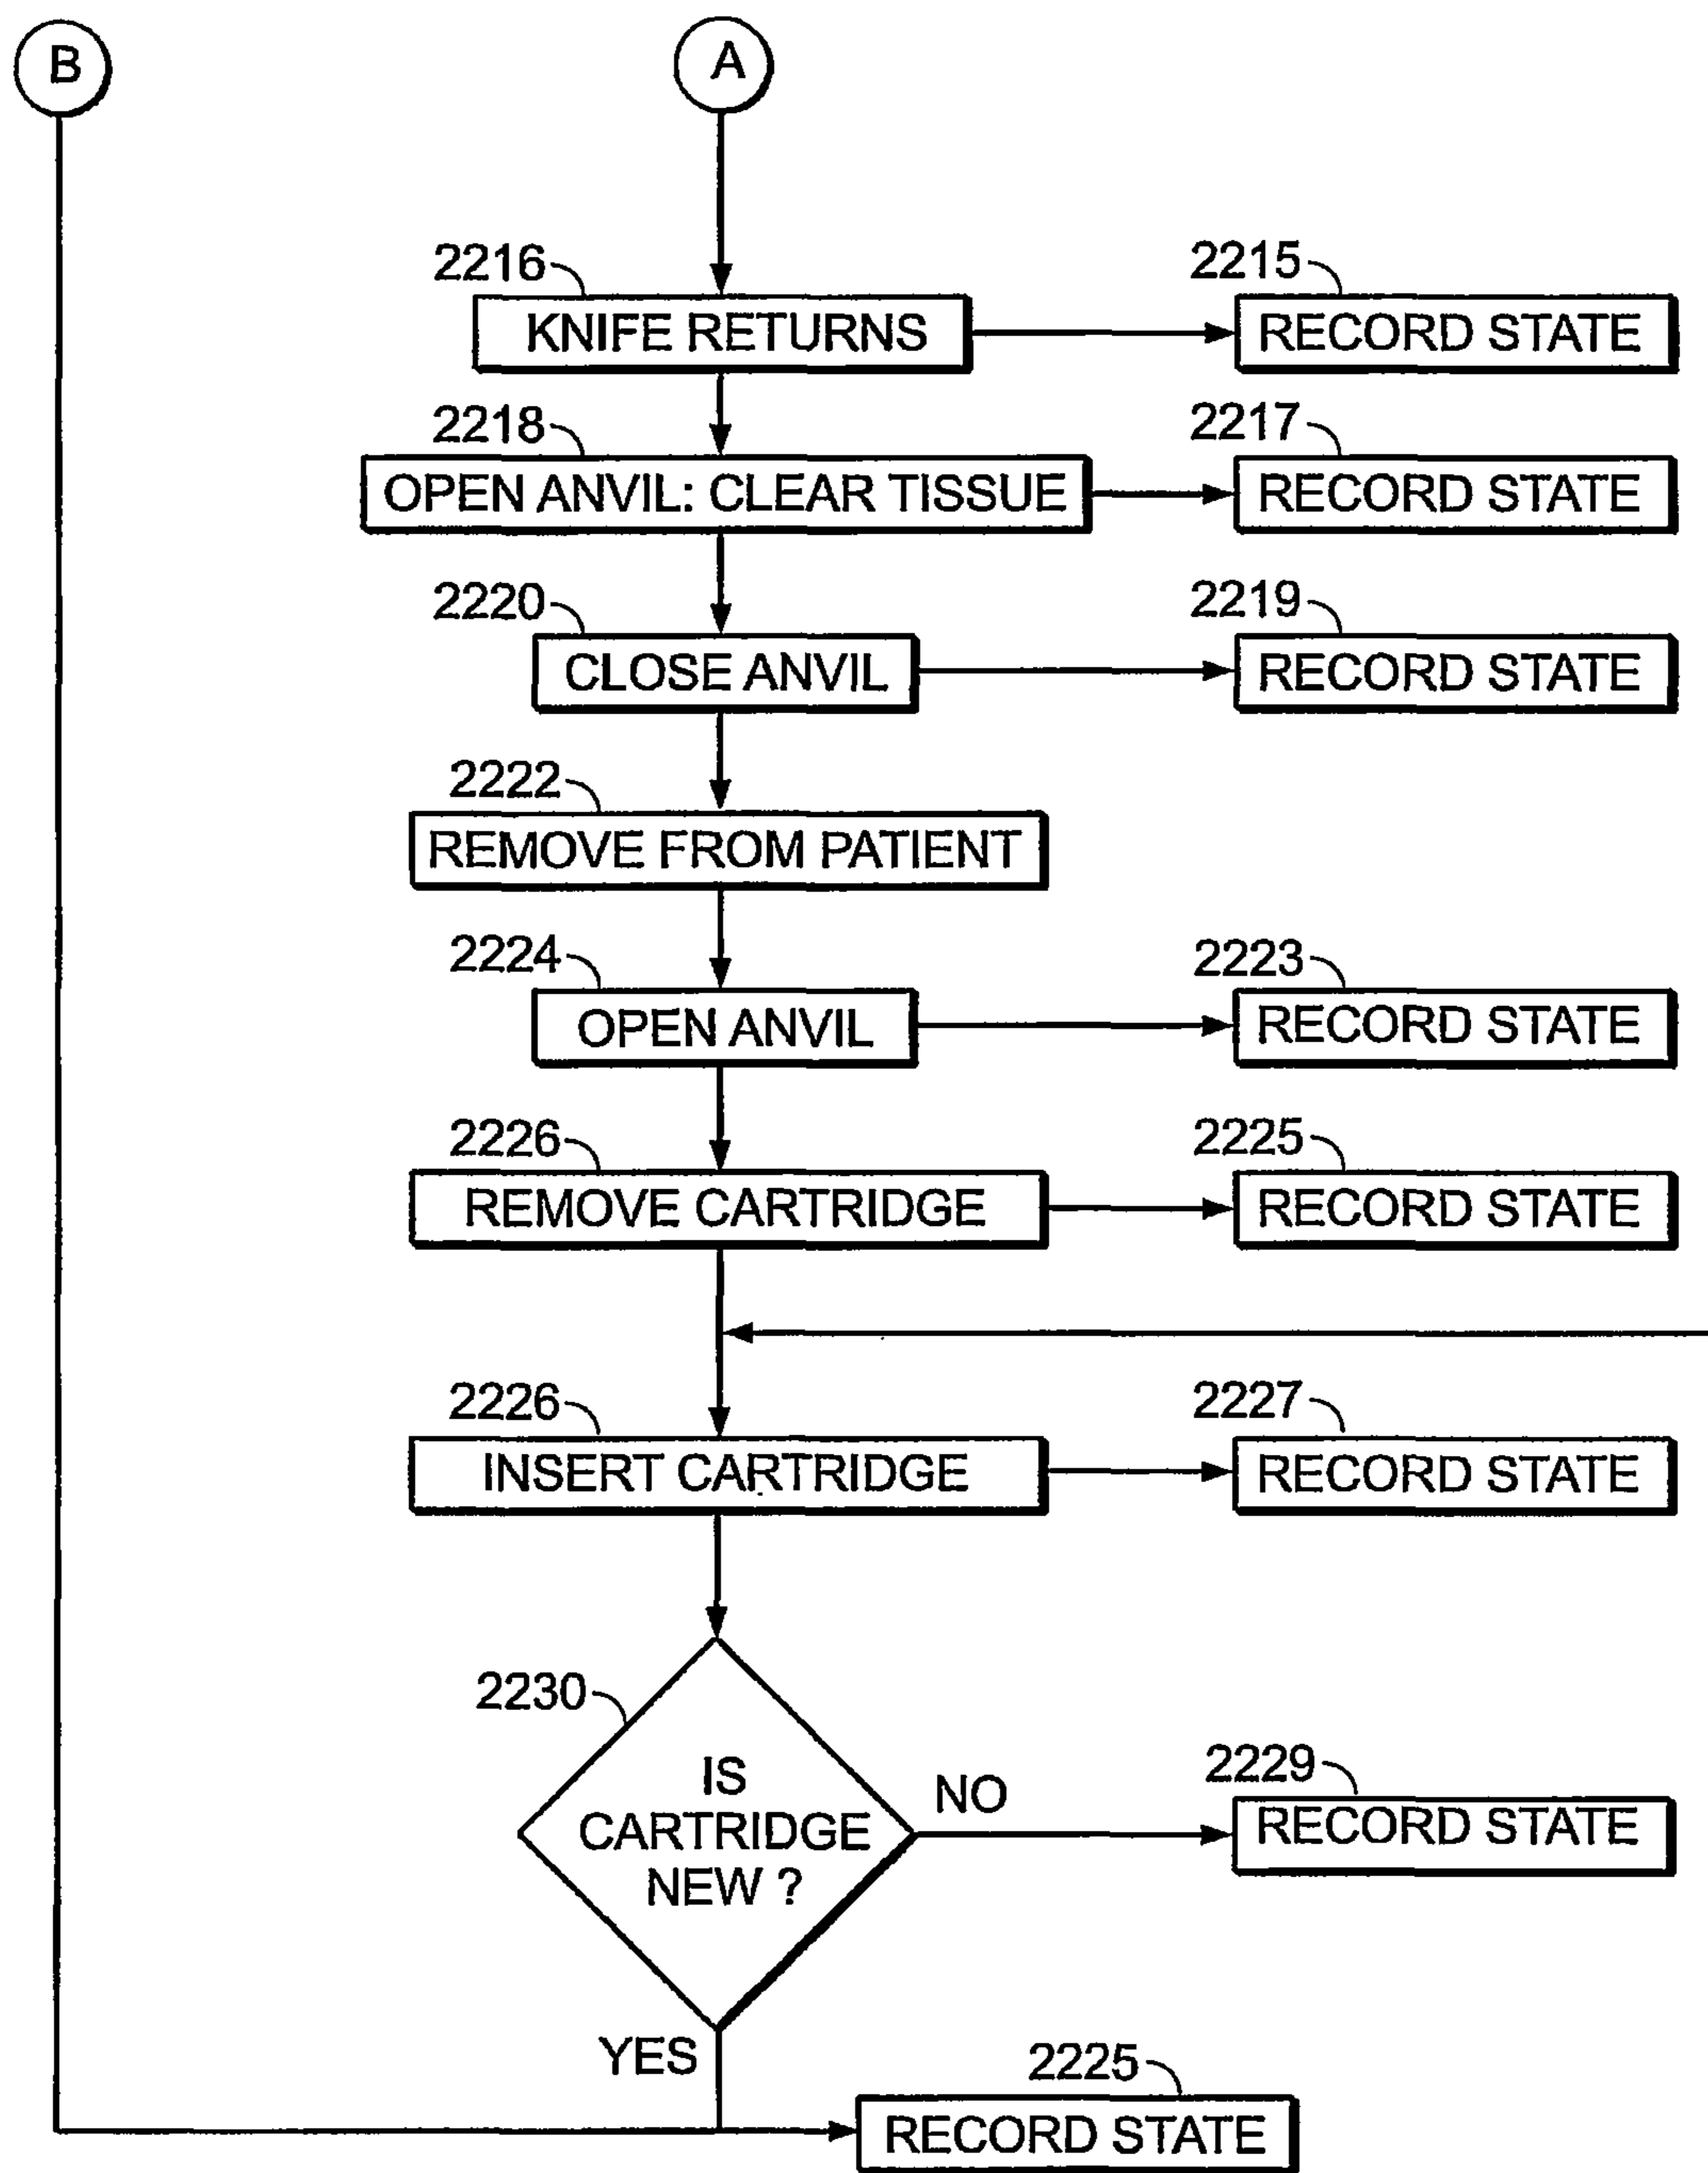 B
A
2216
2215
KNIFE RETURNS
RECORD STATE
2218
2217
OPEN ANVIL: CLEAR TISSUE
RECORD STATE
2220
2219
CLOSE ANVIL
RECORD STATE
2222
REMOVE FROM PATIENT
2224
2223
OPEN ANVIL
RECORD STATE
2226
2225
REMOVE CARTRIDGE
RECORD STATE
2226
2227
INSERT CARTRIDGE
RECORD STATE
2230
IS
CARTRIDGE
NEW ?
NO
2229
RECORD STATE
YES
2225
RECORD STATE